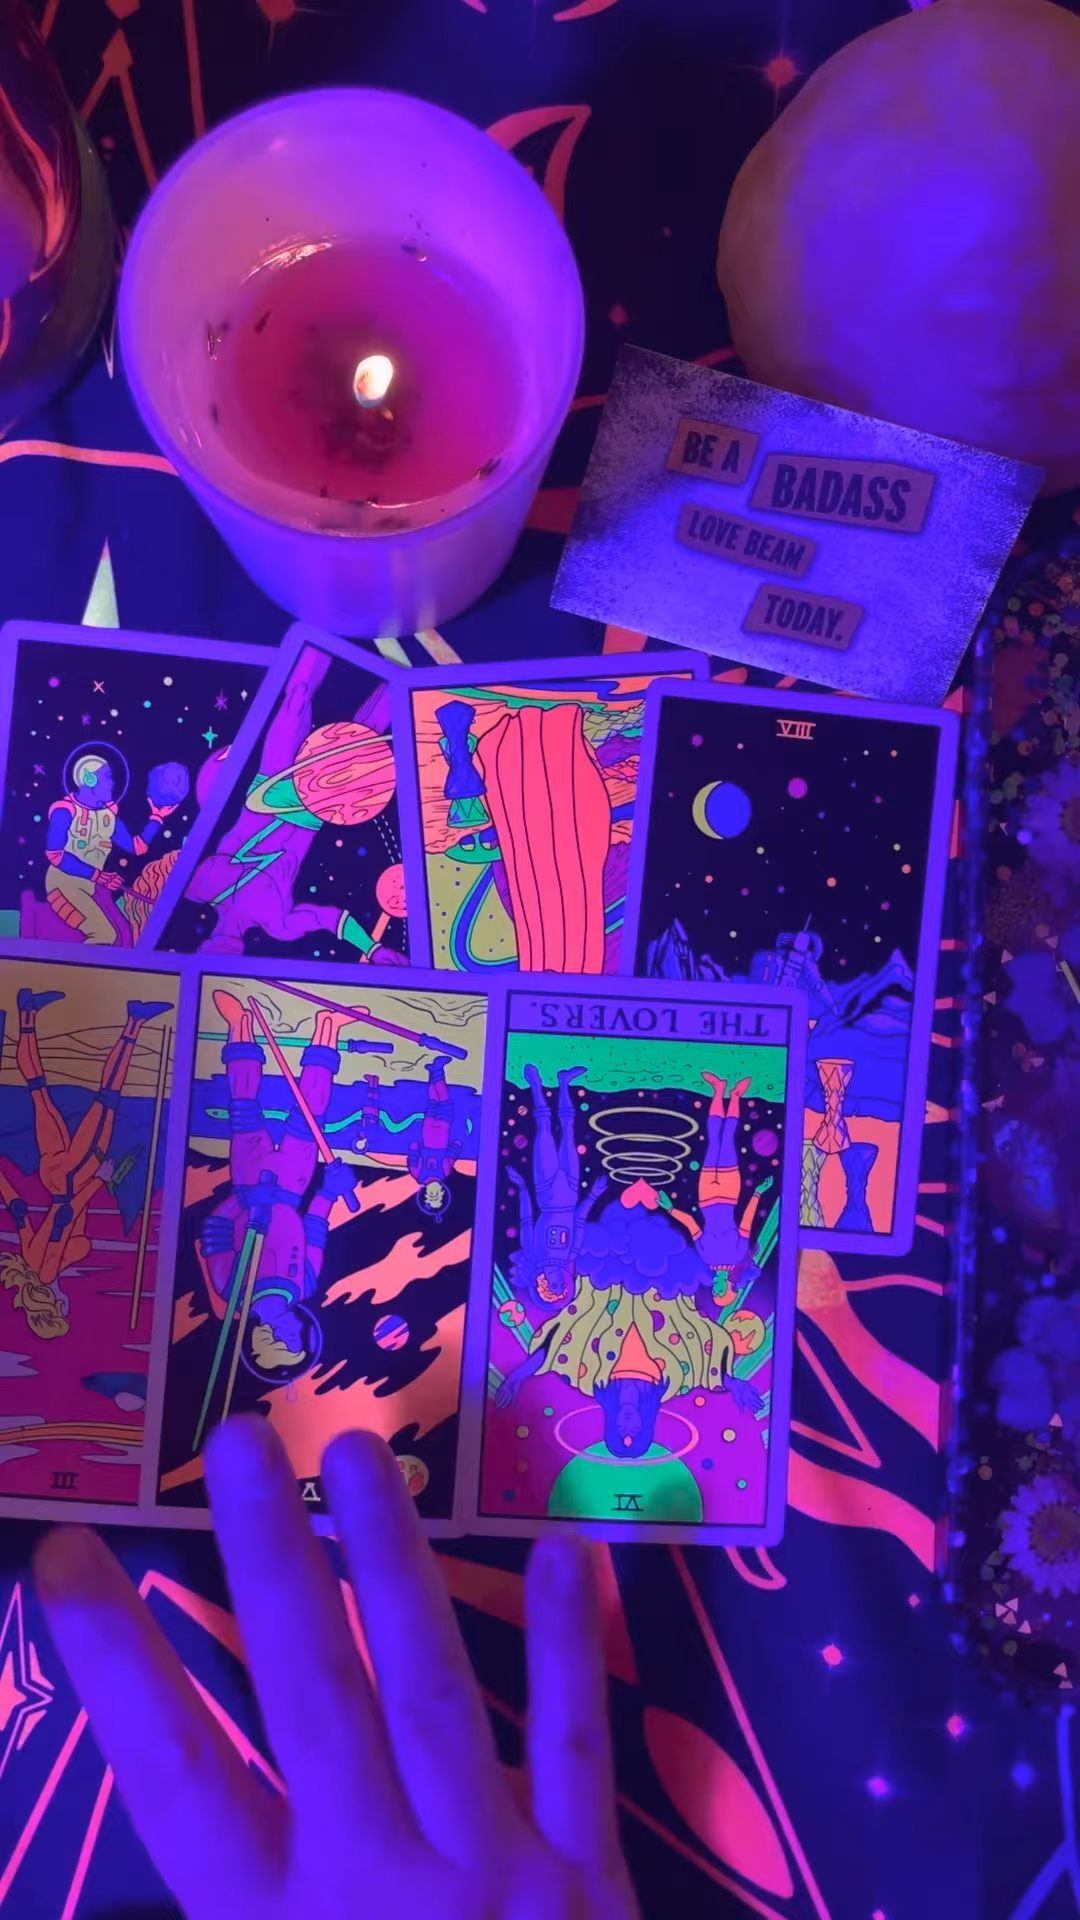 BE A
BADASS
LOVE BEAM
TODAY.
VIII
THE LOVERS.
III
V
VI